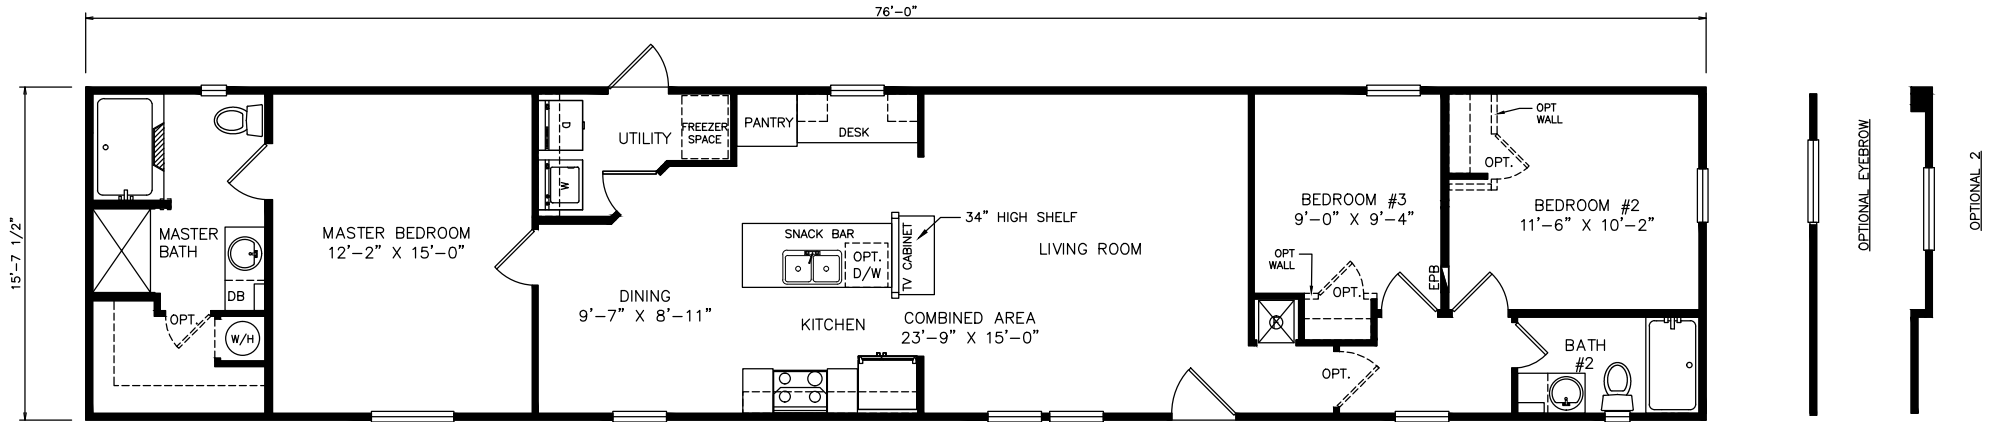 76'-0"
15'-7 1/2"
MASTER
BATH
DB
OPT.
W/H
MASTER BEDROOM
12'-2" X 15'-0"
D
W
UTILITY
FREEZER
SPACE
PANTRY
DESK
DINING
9'-7" X 8'-11"
SNACK BAR
OPT.
D/W
TV CABINET
34" HIGH SHELF
KITCHEN
LIVING ROOM
COMBINED AREA
23'-9" X 15'-0"
BEDROOM #3
9'-0" X 9'-4"
OPT
WALL
OPT.
EPB
OPT.
OPT
WALL
OPT.
BEDROOM #2
11'-6" X 10'-2"
BATH
#2
OPTIONAL EYEBROW
OPTIONAL 2